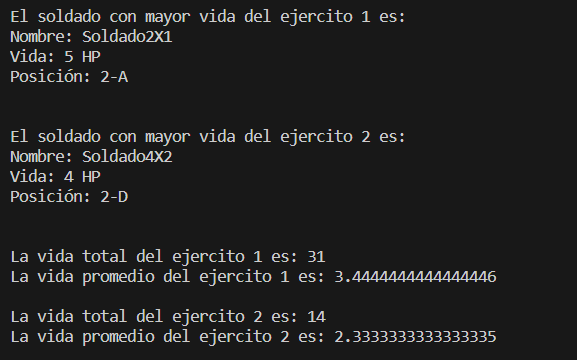 El soldado con mayor vida del ejercito 1 es:
Nombre: Soldado2X1
Vida: 5 HP
Posición: 2-A
El soldado con mayor vida del ejercito 2 es:
Nombre: Soldado4X2
Vida: 4 HP
Posición: 2-D
La vida total del ejercito 1 es: 31
La vida promedio del ejercito 1 es: 3.4444444444444446
La vida total del ejercito 2 es: 14
La vida promedio del ejercito 2 es: 2.3333333333333335